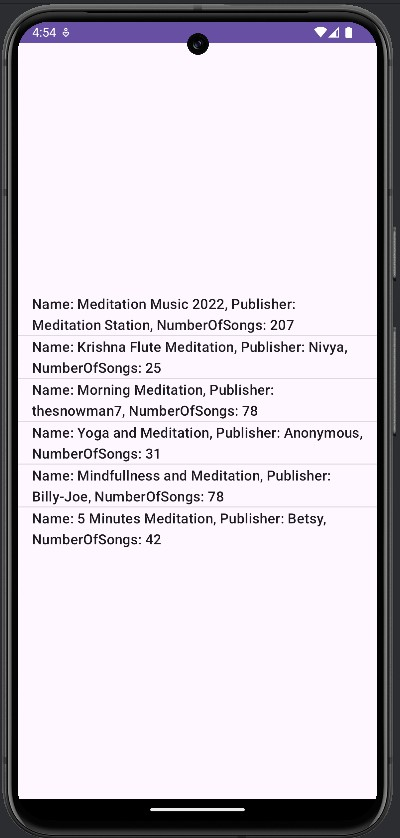 4:54
Name: Meditation Music 2022, Publisher:
Meditation Station, NumberOfSongs: 207
Name: Krishna Flute Meditation, Publisher: Nivya,
NumberOfSongs: 25
Name: Morning Meditation, Publisher:
thesnowman7, NumberOfSongs: 78
Name: Yoga and Meditation, Publisher: Anonymous,
NumberOfSongs: 31
Name: Mindfullness and Meditation, Publisher:
Billy-Joe, NumberOfSongs: 78
Name: 5 Minutes Meditation, Publisher: Betsy,
NumberOfSongs: 42